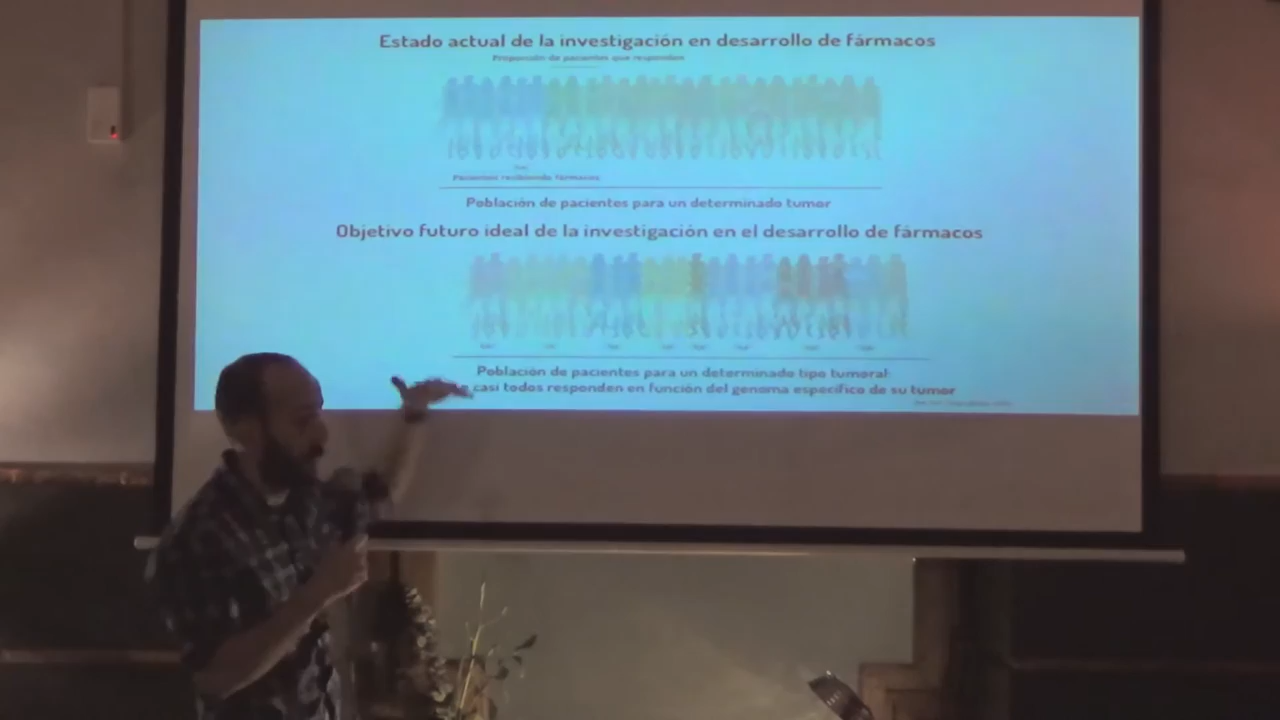 Estado actual de la investigación en desarrollo de fármacos
Proporción de pacientes que responden
Pacientes recibiendo fármacos
Población de pacientes para un determinado tumor
Objetivo futuro ideal de la investigación en el desarrollo de fármacos
Población de pacientes para un determinado tipo tumoral:
casi todos responden en función del genoma específico de su tumor